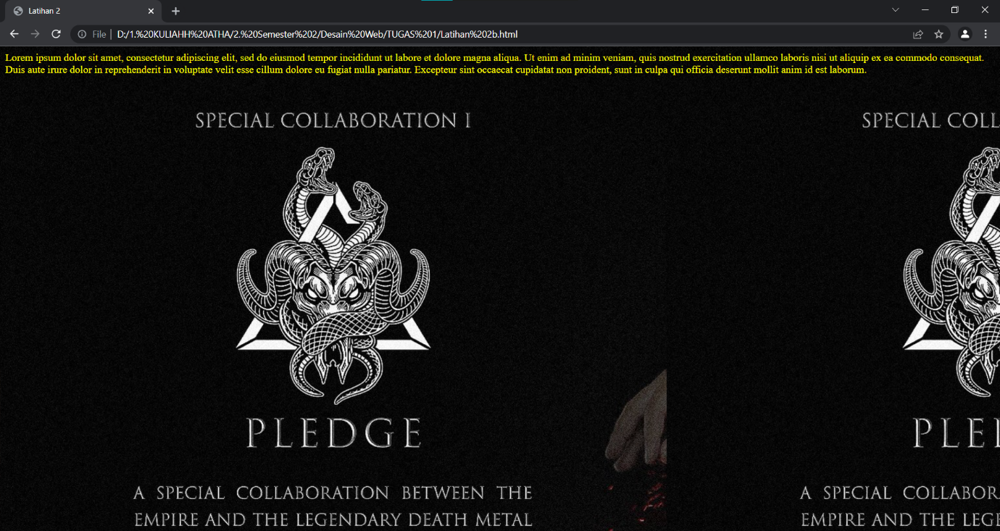 Latihan 2
File
D:/1.%20KULIAHH%20ATHA/2.%20Semester%202/Desain%20Web/TUGAS%201/Latihan%202b.html
Lorem ipsum dolor sit amet, consectetur adipiscing elit, sed do eiusmod tempor incididunt ut labore et dolore magna aliqua. Ut enim ad minim veniam, quis nostrud exercitation ullamco laboris nisi ut aliquip ex ea commodo consequat.
Duis aute irure dolor in reprehenderit in voluptate velit esse cillum dolore eu fugiat nulla pariatur. Excepteur sint occaecat cupidatat non proident, sunt in culpa qui officia deserunt mollit anim id est laborum.
SPECIAL COLLABORATION I
SPECIAL COLL
PLEDGE
PLE
A SPECIAL COLLABORATION BETWEEN THE
A SPECIAL COLLABOR
EMPIRE AND THE LEGENDARY DEATH METAL
EMPIRE AND THE LEGE